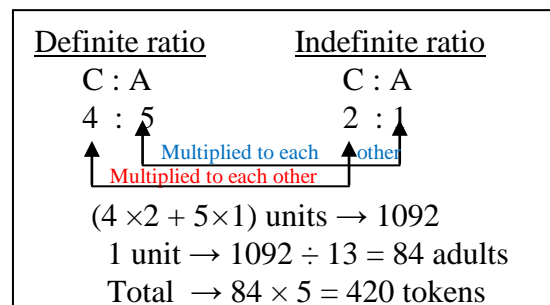 Definite ratio Indefinite ratio
C : A C : A
4 : 5 2 : 1
Multiplied to each other
Multiplied to each other
(4 ×2 + 5×1) units → 1092
1 unit → 1092 ÷ 13 = 84 adults
Total → 84 × 5 = 420 tokens